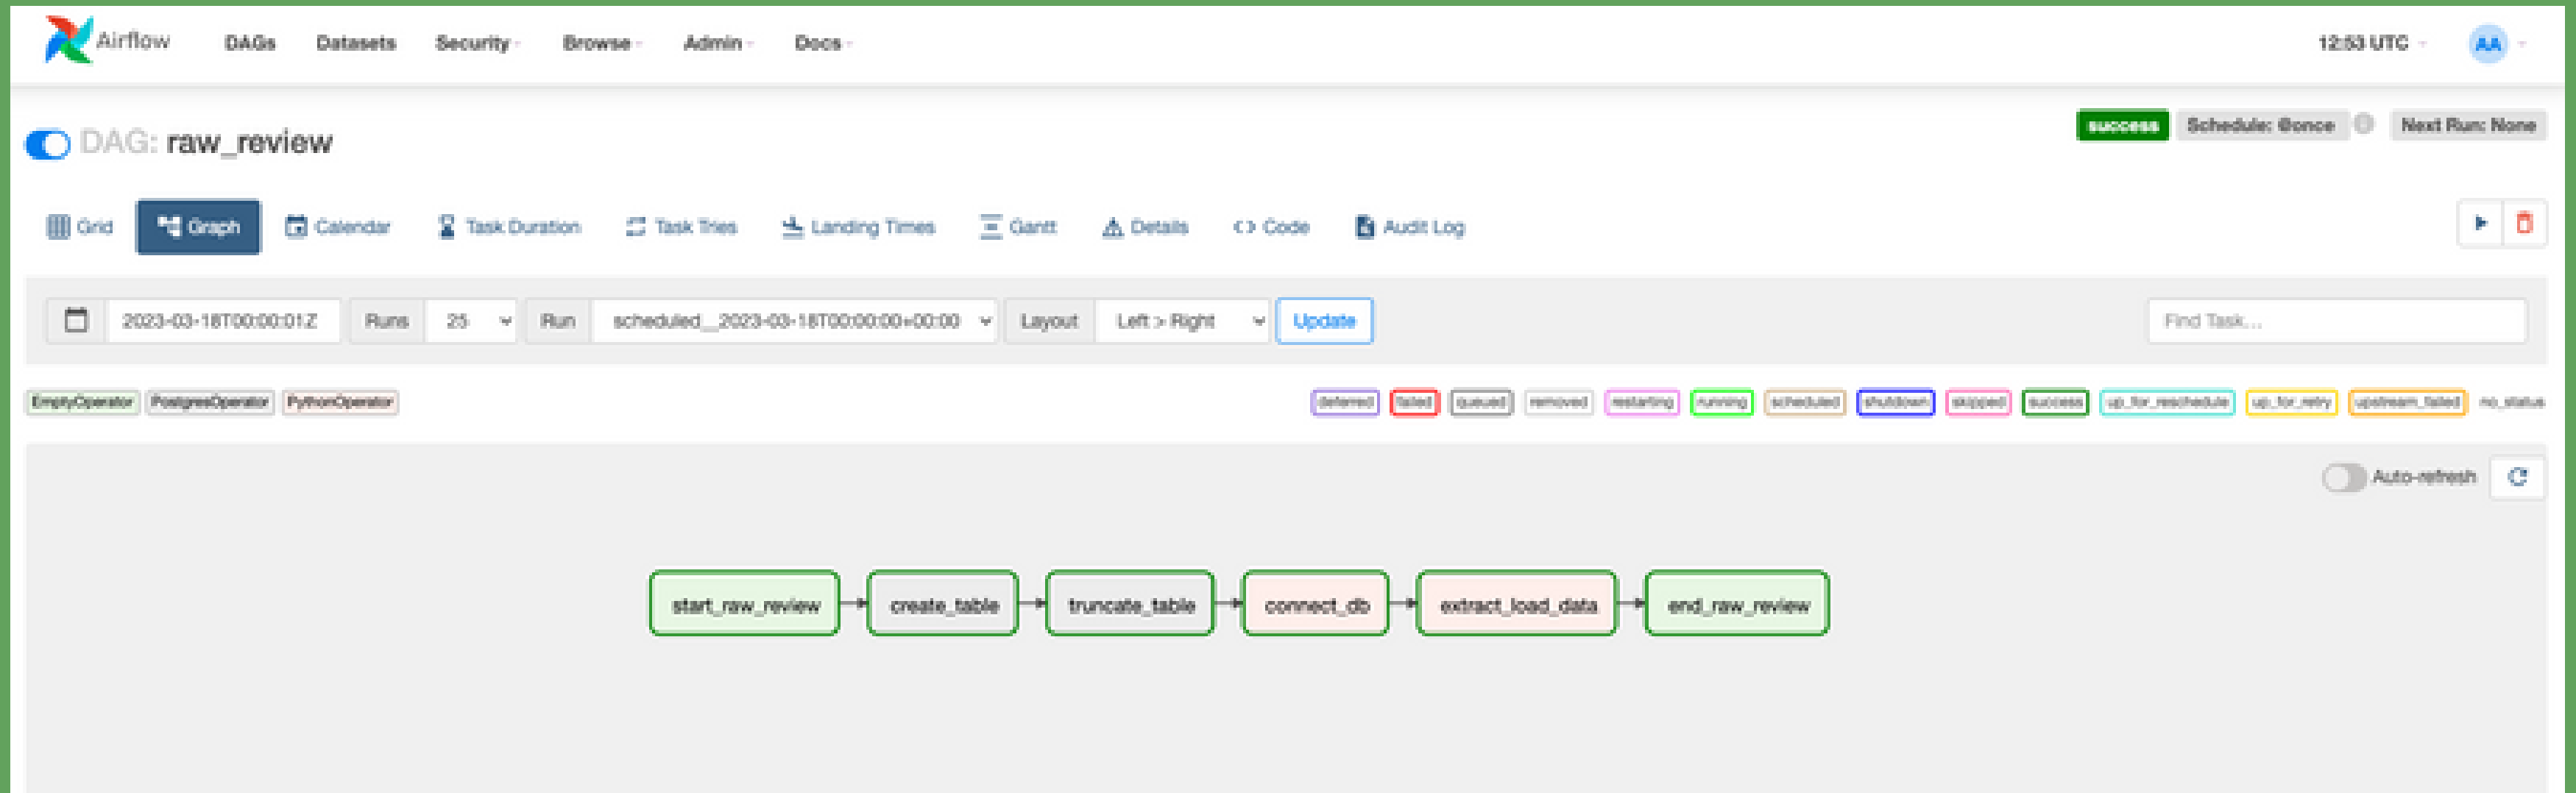 Airflow DAGs Datasets Security Browse Admin Docs 12:53 UTC AA
DAG: raw_review success Schedule: @once Next Run: None
Grid Graph Calendar Task Duration Task Tries Landing Times Gantt Details <> Code Audit Log
2023-03-18T00:00:01Z Runs 25 Run scheduled__2023-03-18T00:00:00+00:00 Layout Left > Right Update Find Task...
EmptyOperator PostgresOperator PythonOperator deferred failed queued removed restarting running scheduled shutdown skipped success up_for_reschedule up_for_retry upstream_failed no_status
Auto-refresh
start_raw_review create_table truncate_table connect_db extract_load_data end_raw_review